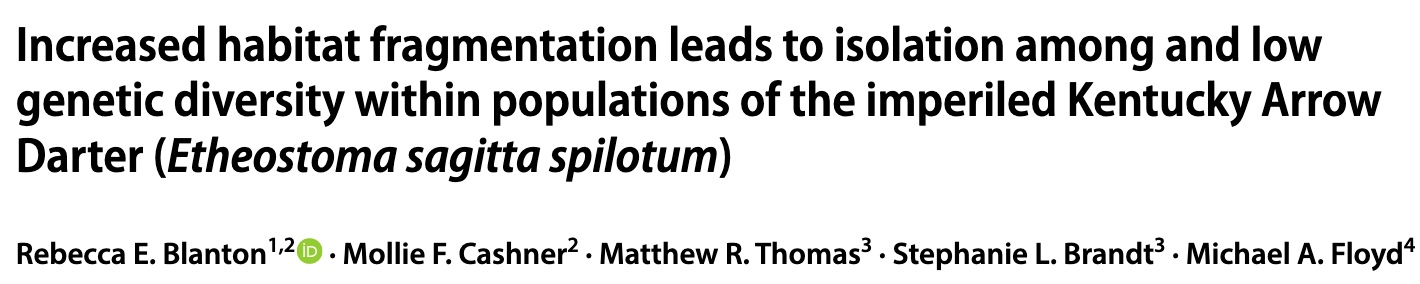 Increased habitat fragmentation leads to isolation among and low
genetic diversity within populations of the imperiled Kentucky Arrow
Darter (Etheostoma sagitta spilotum)
Rebecca E. Blanton1,2 iD · Mollie F. Cashner2 · Matthew R. Thomas3 · Stephanie L. Brandt3 · Michael A. Floyd4